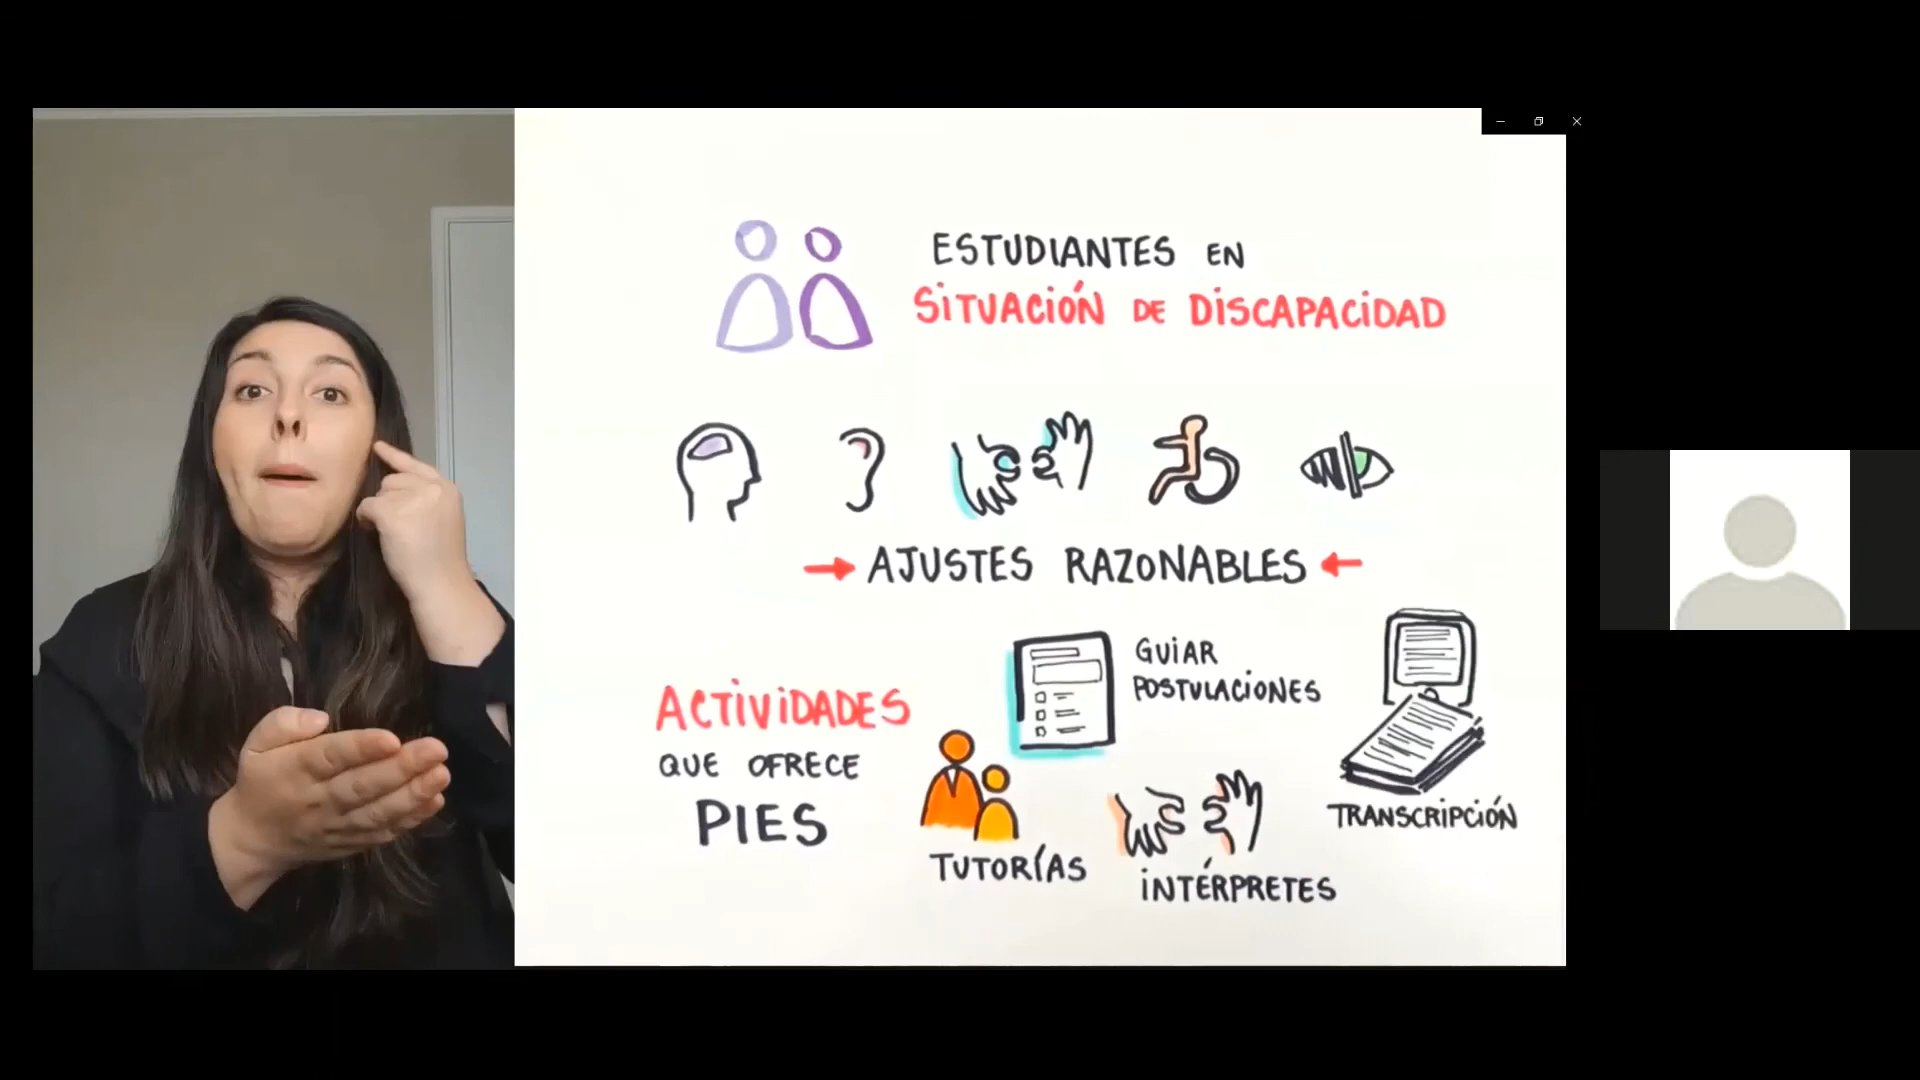 ESTUDIANTES EN
SITUACIÓN DE DISCAPACIDAD
AJUSTES RAZONABLES
ACTIVIDADES
QUE OFRECE
PIES
GUIAR
POSTULACIONES
TUTORÍAS
INTÉRPRETES
TRANSCRIPCIÓN